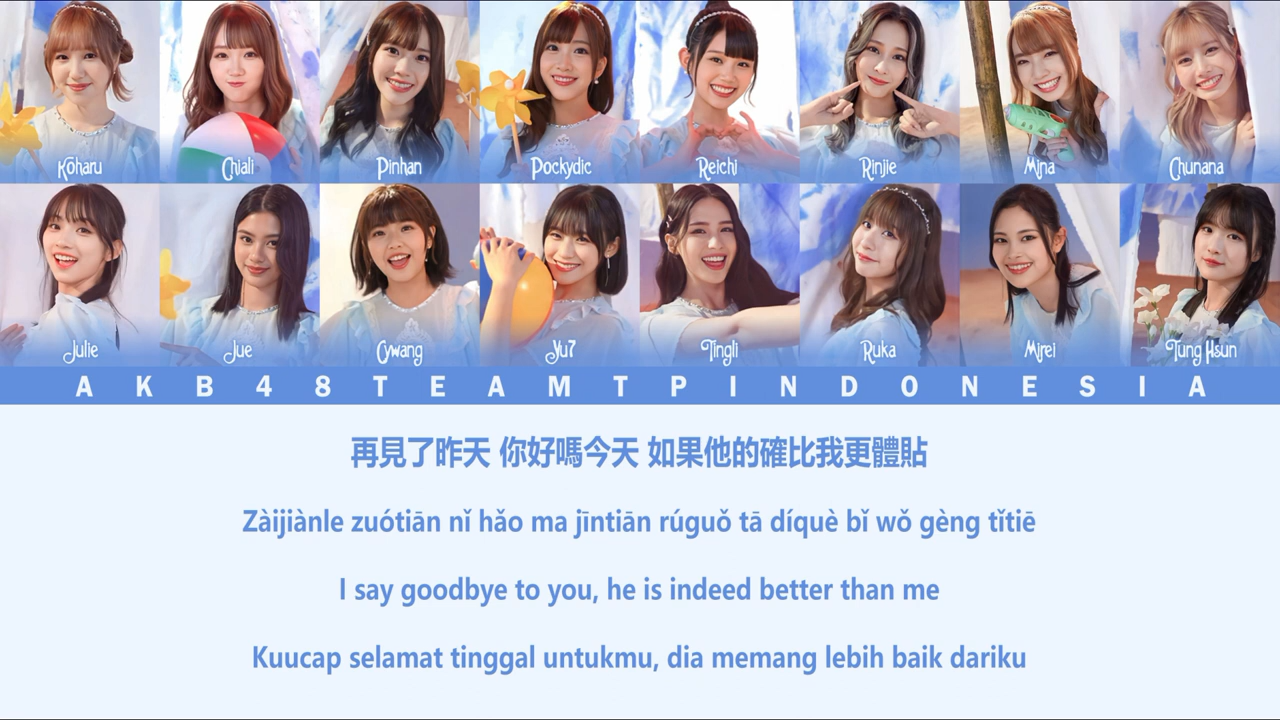 Kōharu Chiali Pinhan Pockydic Reichi Rinjie Mina Chunana
Julie Jue Cywang Yu7 Tingli Ruka Mirei Tung Hsun
AKB48TEAMTPINDONESIA
再見了昨天 你好嗎今天 如果他的確比我更體貼
Zàijiànle zuótiān nǐ hǎo ma jīntiān rúguǒ tā díquè bǐ wǒ gèng tǐtiē
I say goodbye to you, he is indeed better than me
Kuucap selamat tinggal untukmu, dia memang lebih baik dariku